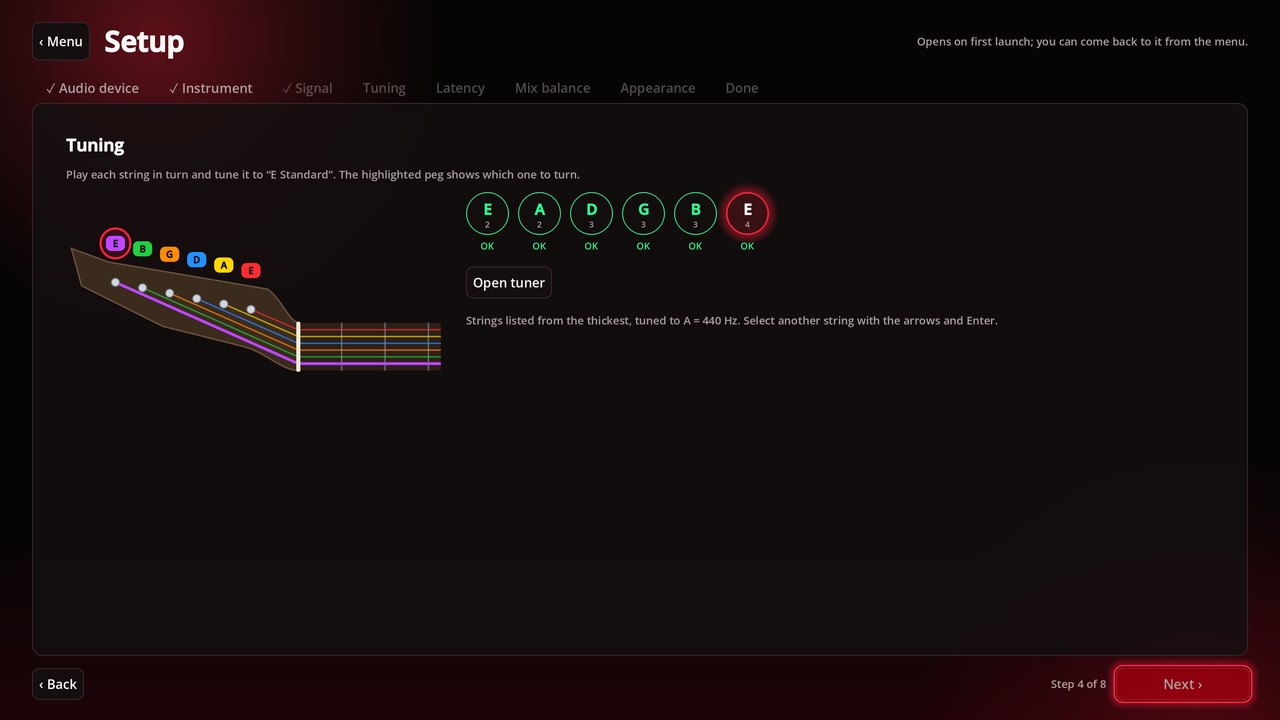 ‹ Menu
Setup
Opens on first launch; you can come back to it from the menu.
✓ Audio device ✓ Instrument ✓ Signal Tuning Latency Mix balance Appearance Done
Tuning
Play each string in turn and tune it to “E Standard”. The highlighted peg shows which one to turn.
E A D G B E
2 2 3 3 3 4
OK OK OK OK OK OK
E B G D A E
Open tuner
Strings listed from the thickest, tuned to A = 440 Hz. Select another string with the arrows and Enter.
‹ Back
Step 4 of 8
Next ›